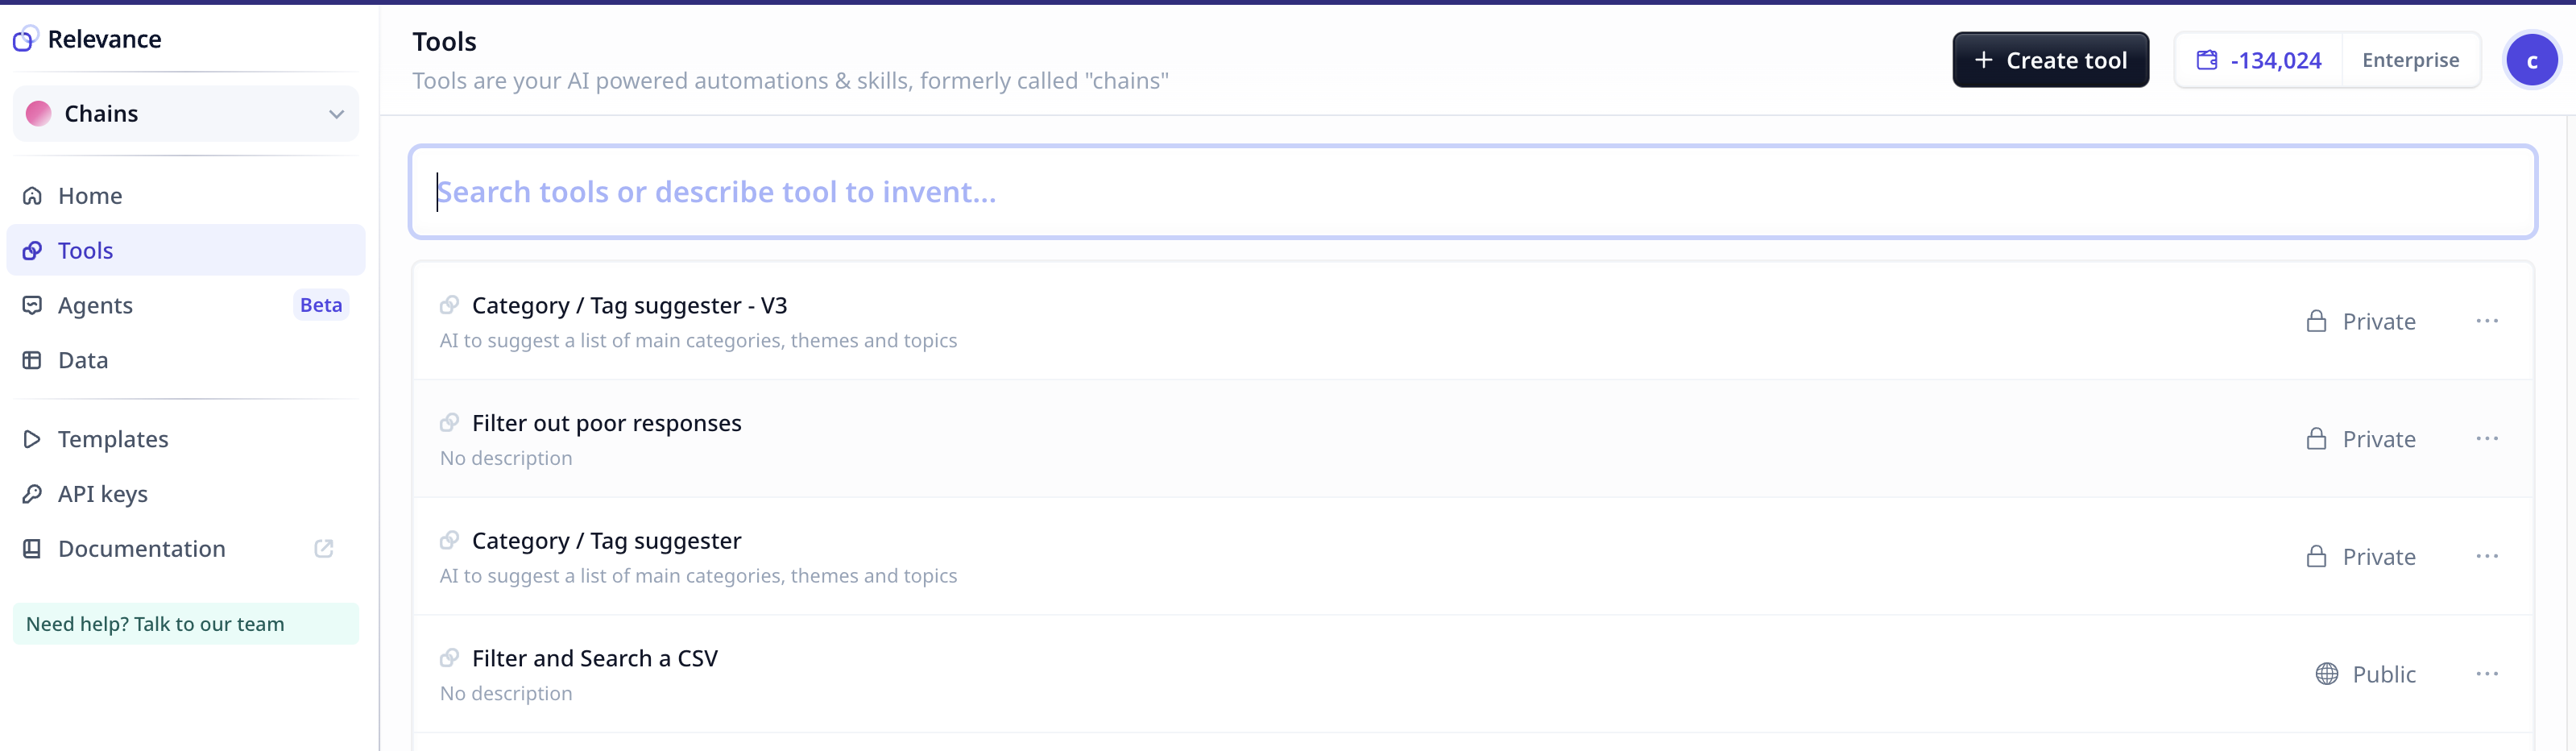 Relevance
Chains
Home
Tools
Agents Beta
Data
Templates
API keys
Documentation
Need help? Talk to our team
Tools
Tools are your AI powered automations & skills, formerly called "chains"
Create tool
-134,024 Enterprise
c
Search tools or describe tool to invent...
Category / Tag suggester - V3
AI to suggest a list of main categories, themes and topics
Private
Filter out poor responses
No description
Private
Category / Tag suggester
AI to suggest a list of main categories, themes and topics
Private
Filter and Search a CSV
No description
Public